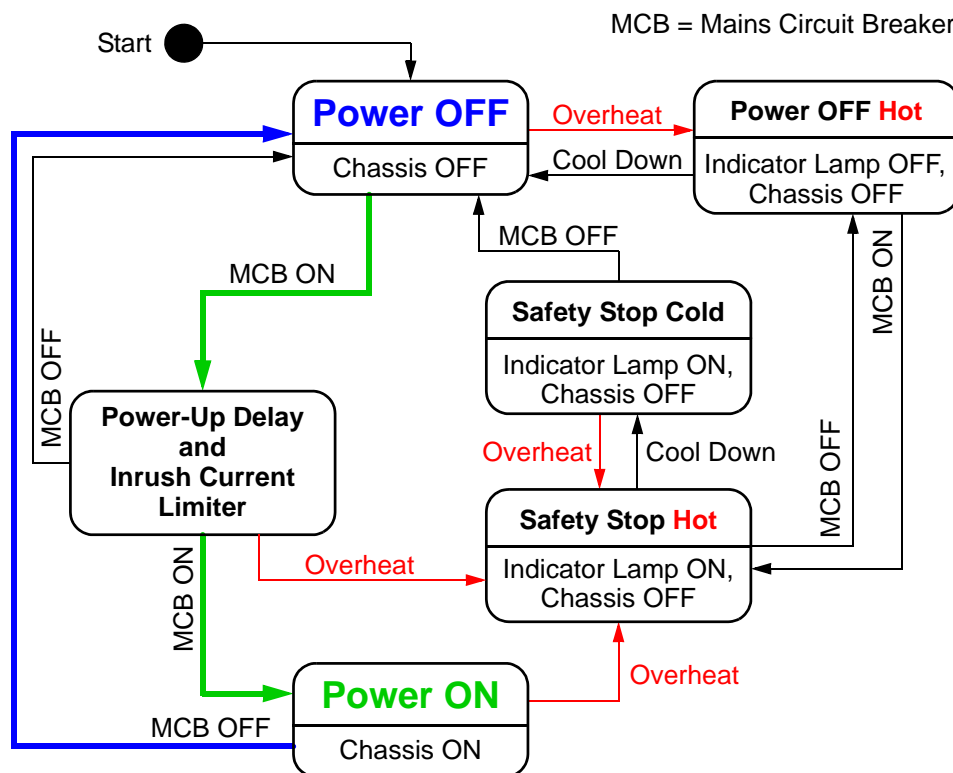 MCB = Mains Circuit Breaker
Start
Power OFF
Chassis OFF
Overheat
Cool Down
Power OFF Hot
Indicator Lamp OFF,
Chassis OFF
MCB OFF
MCB ON
MCB ON
Safety Stop Cold
Indicator Lamp ON,
Chassis OFF
MCB OFF
Power-Up Delay
and
Inrush Current
Limiter
Overheat
Cool Down
MCB OFF
Safety Stop Hot
Indicator Lamp ON,
Chassis OFF
MCB ON
Overheat
Overheat
Power ON
Chassis ON
MCB OFF